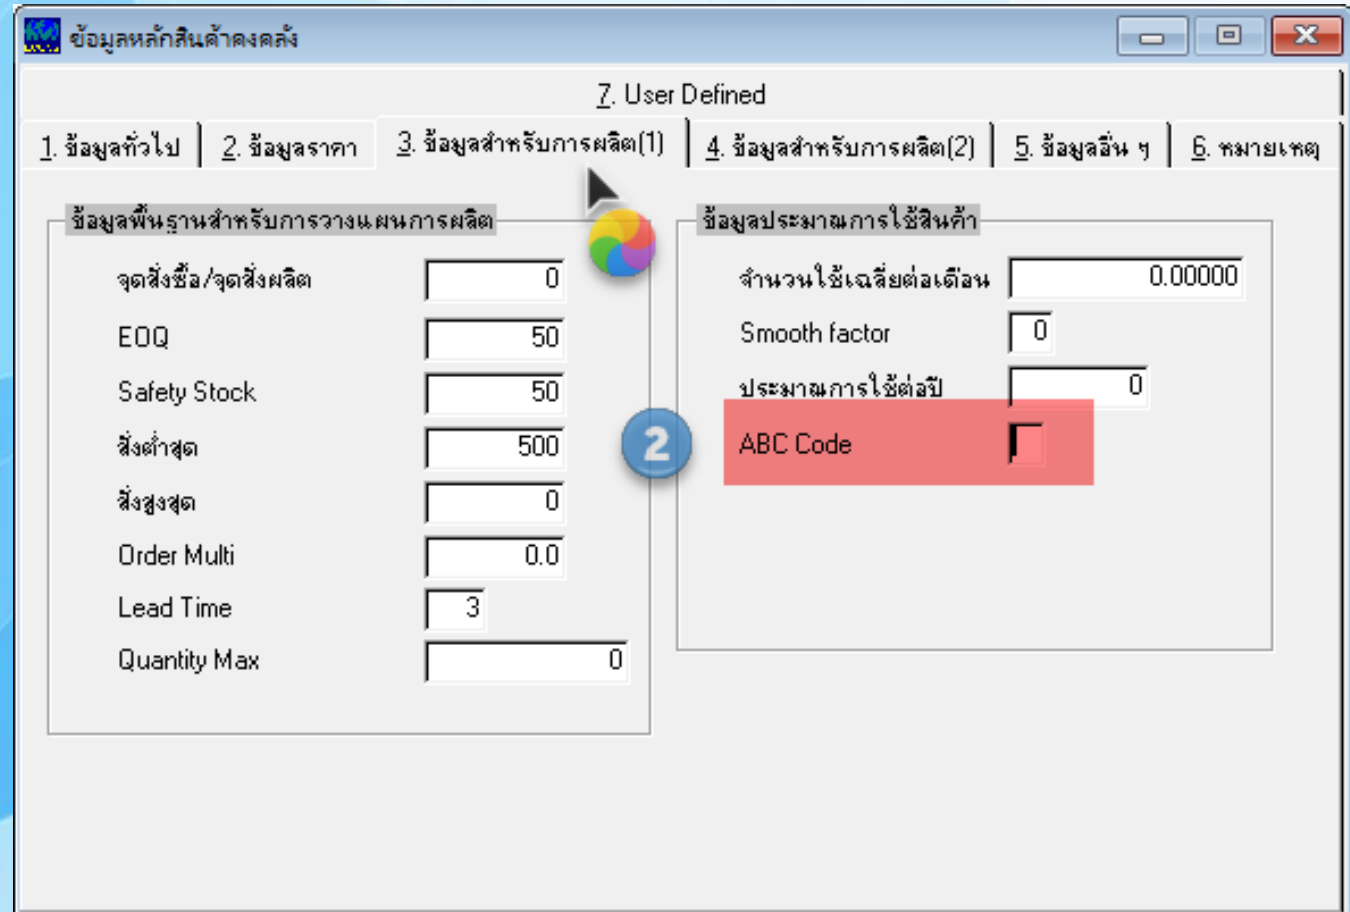 ข้อมูลหลักสินค้าคงคลัง
7. User Defined
1. ข้อมูลทั่วไป
2. ข้อมูลราคา
3. ข้อมูลสำหรับการผลิต(1)
4. ข้อมูลสำหรับการผลิต(2)
5. ข้อมูลอื่น ๆ
6. หมายเหตุ
ข้อมูลพื้นฐานสำหรับการวางแผนการผลิต
จุดสั่งซื้อ/จุดสั่งผลิต 0
EOQ 50
Safety Stock 50
สั่งต่ำสุด 500
สั่งสูงสุด 0
Order Multi 0.0
Lead Time 3
Quantity Max 0
ข้อมูลประมาณการใช้สินค้า
จำนวนใช้เฉลี่ยต่อเดือน 0.00000
Smooth factor 0
ประมาณการใช้ต่อปี 0
2
ABC Code